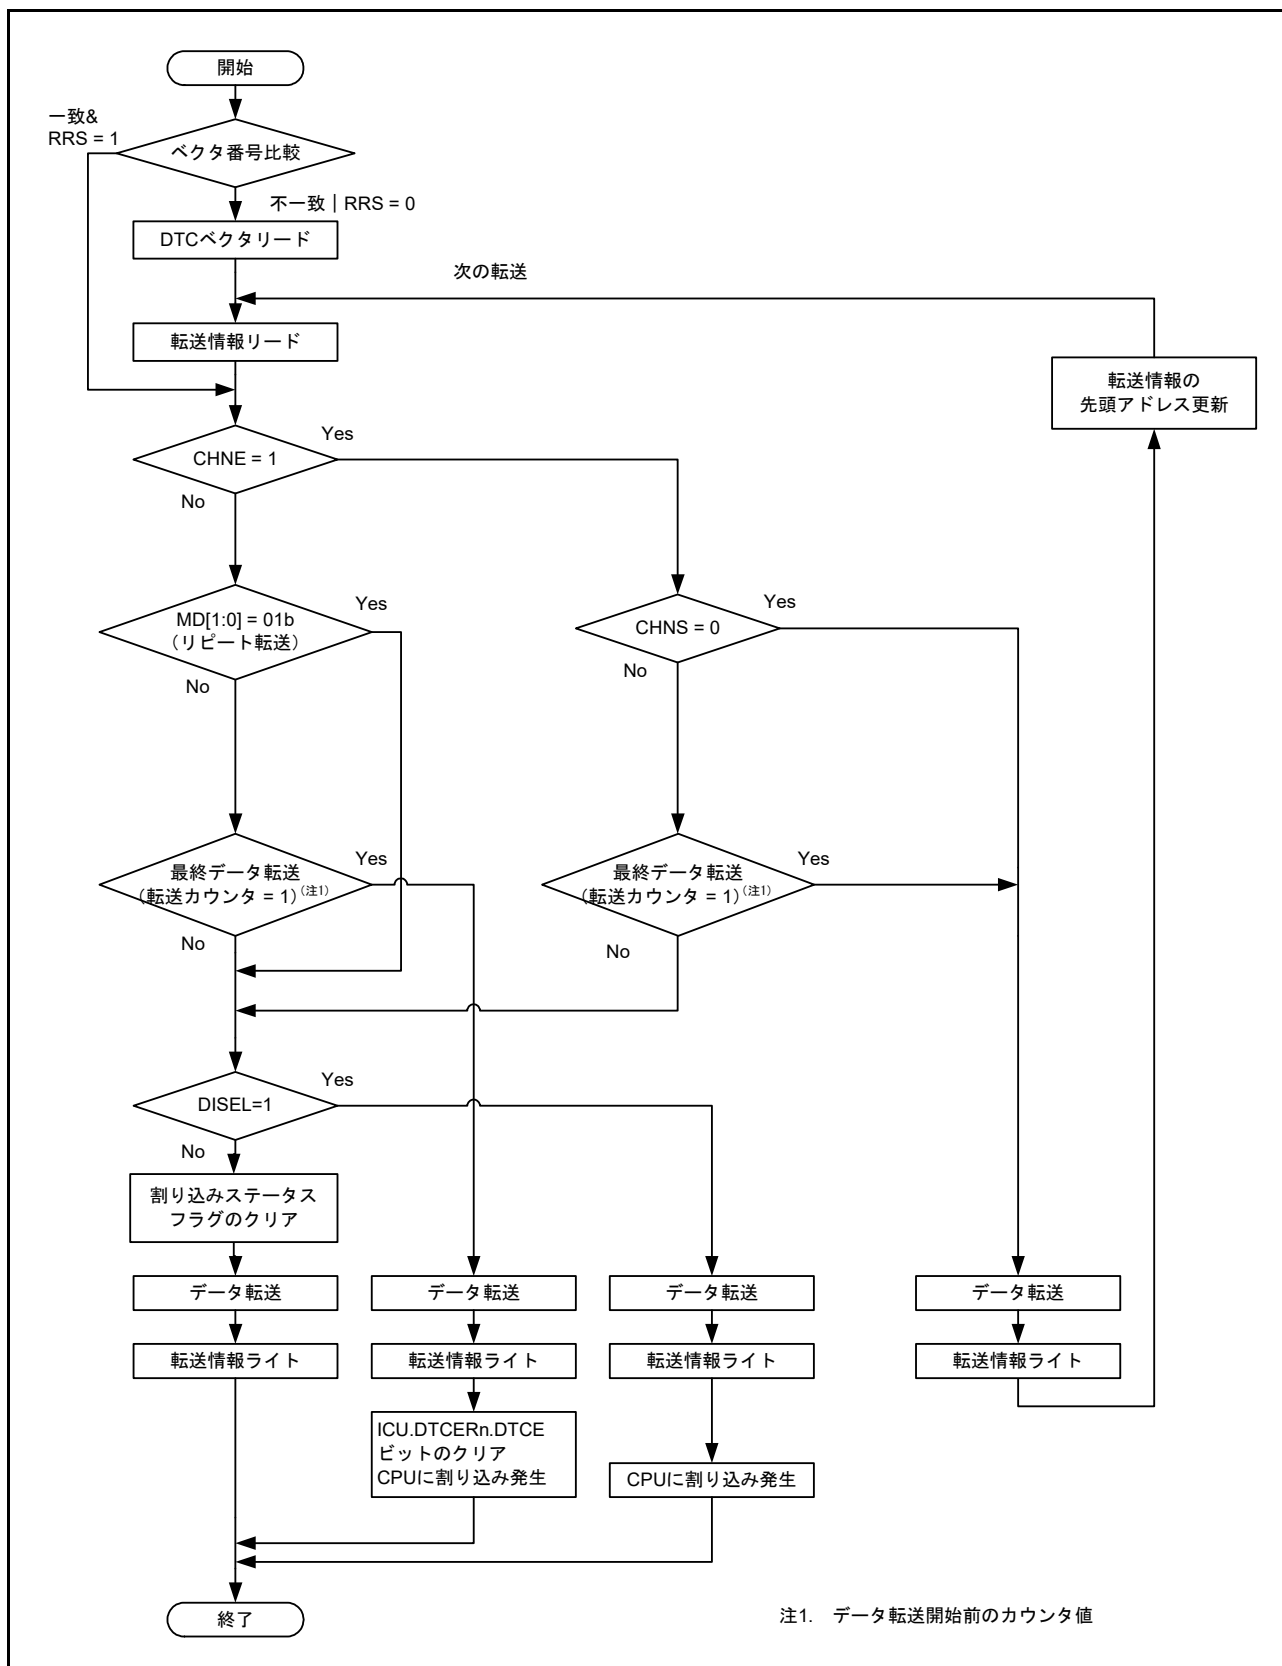 開始
一致&
RRS = 1
ベクタ番号比較
不一致 | RRS = 0
DTCベクタリード
次の転送
転送情報リード
転送情報の
先頭アドレス更新
CHNE = 1
Yes
No
MD[1:0] = 01b
（リピート転送）
Yes
No
CHNS = 0
Yes
No
最終データ転送
(転送カウンタ = 1)(注1)
Yes
No
最終データ転送
(転送カウンタ = 1)(注1)
Yes
No
DISEL=1
Yes
No
割り込みステータス
フラグのクリア
データ転送
データ転送
データ転送
データ転送
転送情報ライト
転送情報ライト
転送情報ライト
転送情報ライト
ICU.DTCERn.DTCE
ビットのクリア
CPUに割り込み発生
CPUに割り込み発生
終了
注1. データ転送開始前のカウンタ値